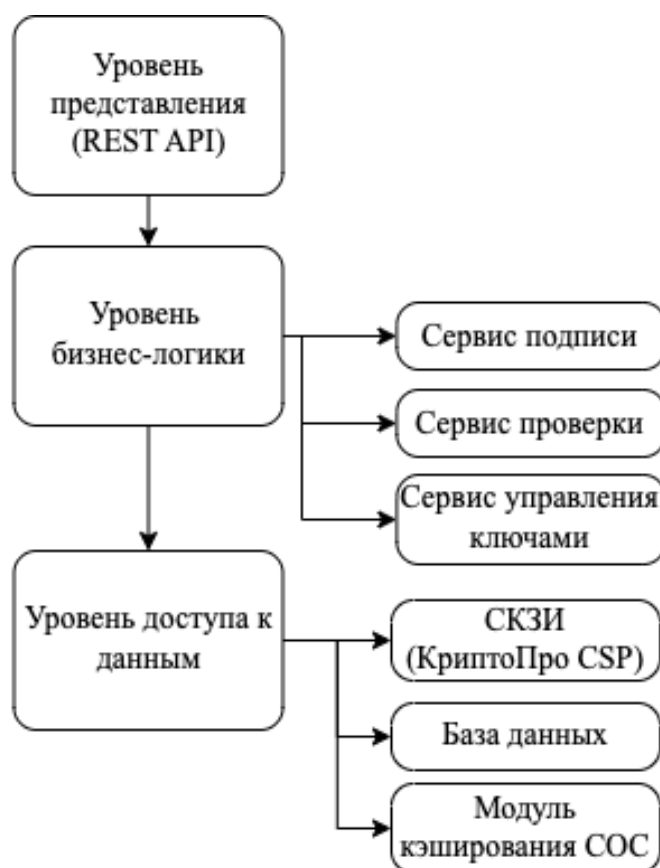 Уровень
представления
(REST API)
Уровень
бизнес-логики
Сервис подписи
Сервис проверки
Сервис управления
ключами
Уровень доступа к
данным
СКЗИ
(КриптоПро CSP)
База данных
Модуль
кэширования СОС